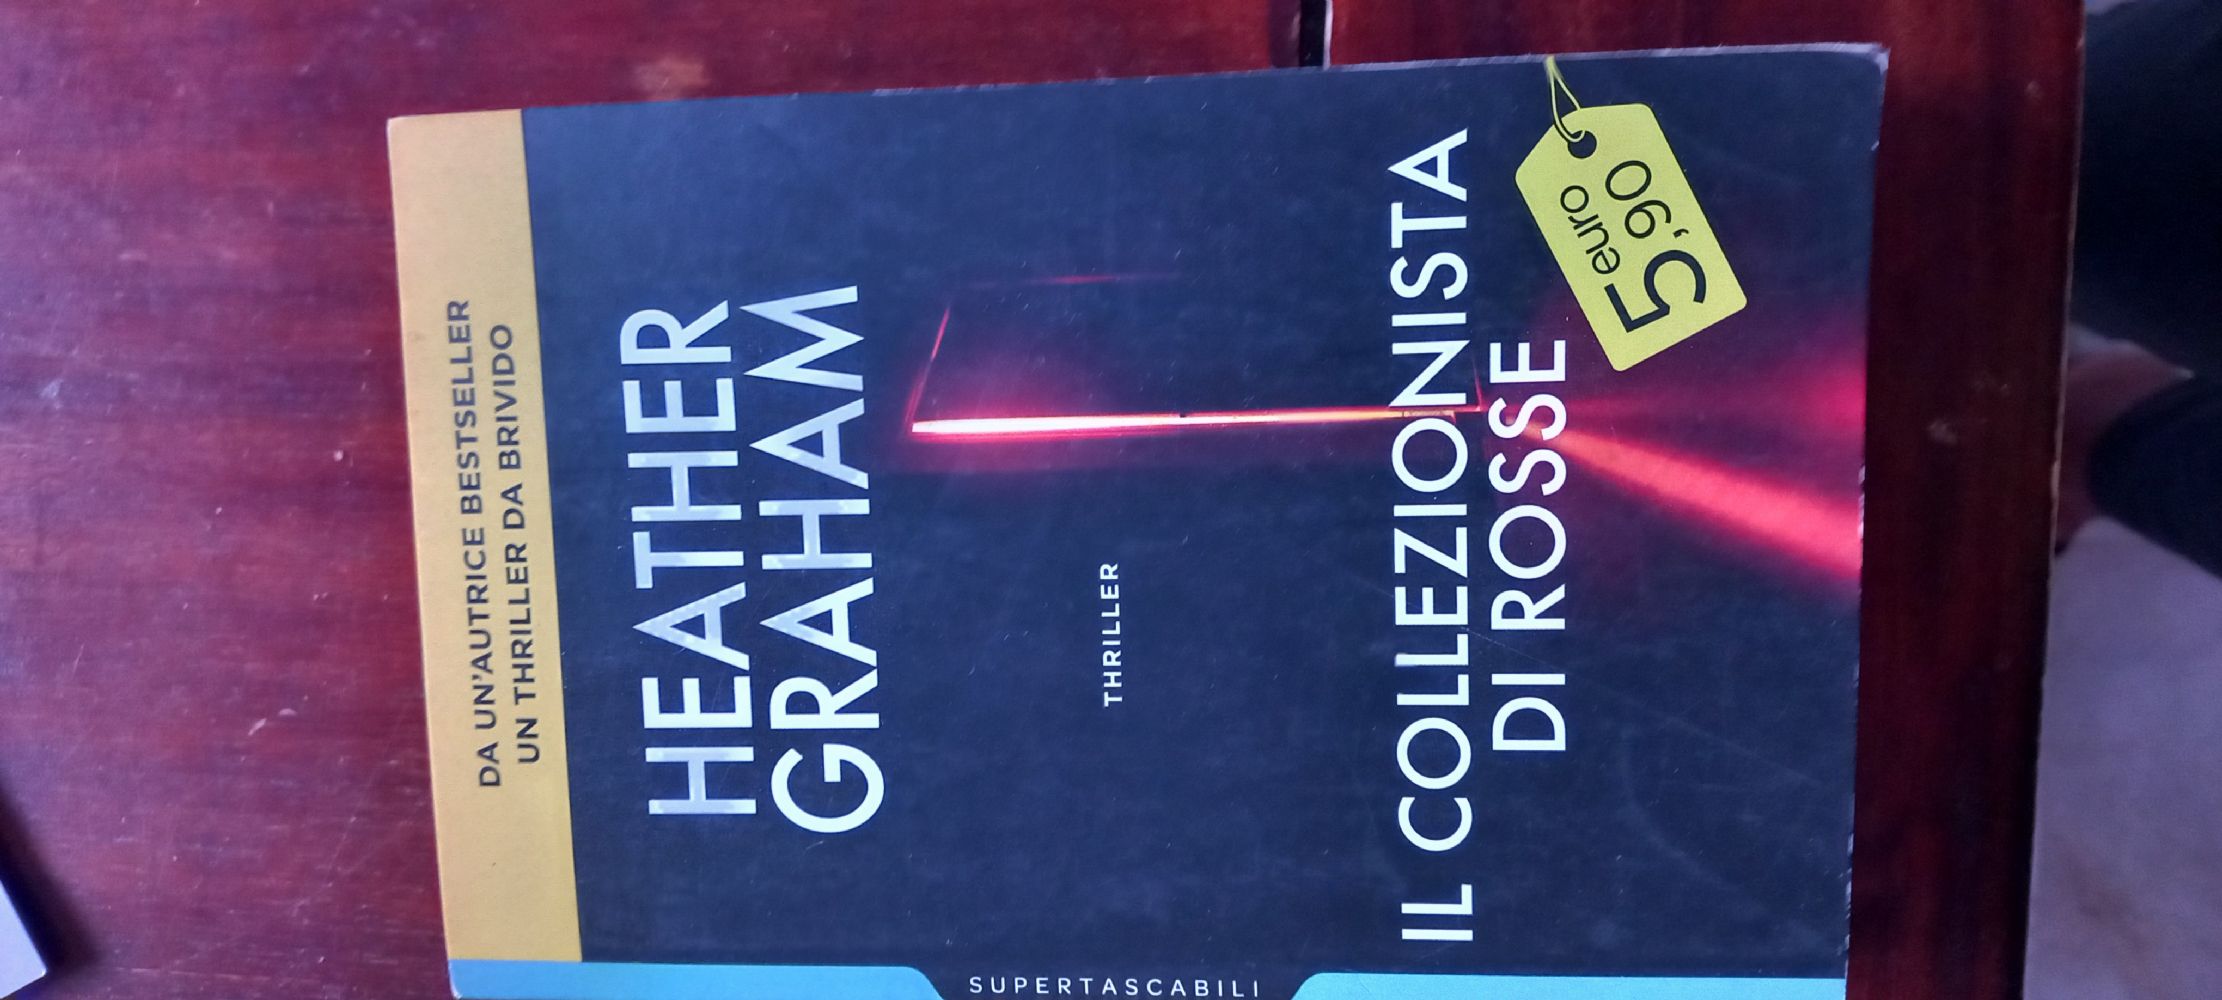 DA UN'AUTRICE BESTSELLER
UN THRILLER DA BRIVIDO
HEATHER
GRAHAM
THRILLER
IL COLLEZIONISTA
DI ROSSE
5,90
euro
SUPERTASCABILI